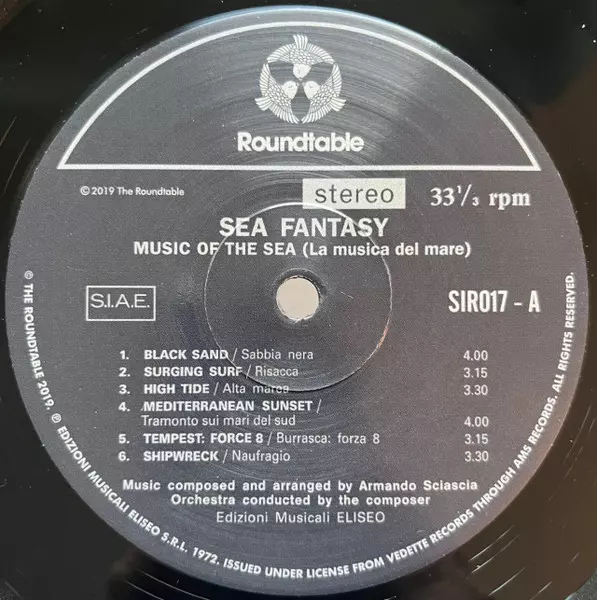 Roundtable
© 2019 The Roundtable
stereo 33 1/3 rpm
SEA FANTASY
MUSIC OF THE SEA (La musica del mare)
S.I.A.E. SIR017 - A
1. BLACK SAND / Sabbia nera 4.00
2. SURGING SURF / Risacca 3.15
3. HIGH TIDE / Alta marea 3.30
4. MEDITERRANEAN SUNSET /
Tramonto sui mari del sud 4.00
5. TEMPEST: FORCE 8 / Burrasca: forza 8 3.15
6. SHIPWRECK / Naufragio 3.30
Music composed and arranged by Armando Sciascia
Orchestra conducted by the composer
Edizioni Musicali ELISEO
© THE ROUNDTABLE 2019. ℗ EDIZIONI MUSICALI ELISEO S.R.L. 1972. ISSUED UNDER LICENSE FROM VEDETTE RECORDS THROUGH AMS RECORDS. ALL RIGHTS RESERVED.